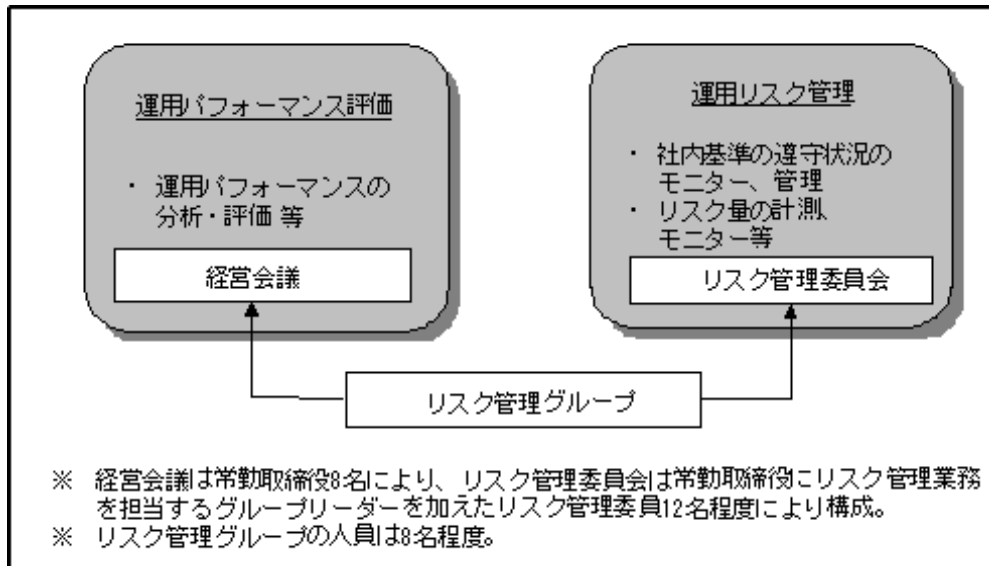 運用パフォーマンス評価
・ 運用パフォーマンスの
分析・評価 等
経営会議
運用リスク管理
・ 社内基準の遵守状況の
モニター、管理
・ リスク量の計測、
モニター等
リスク管理委員会
リスク管理グループ
※ 経営会議は常勤取締役8名により、リスク管理委員会は常勤取締役にリスク管理業務
を担当するグループリーダーを加えたリスク管理委員12名程度により構成。
※ リスク管理グループの人員は8名程度。